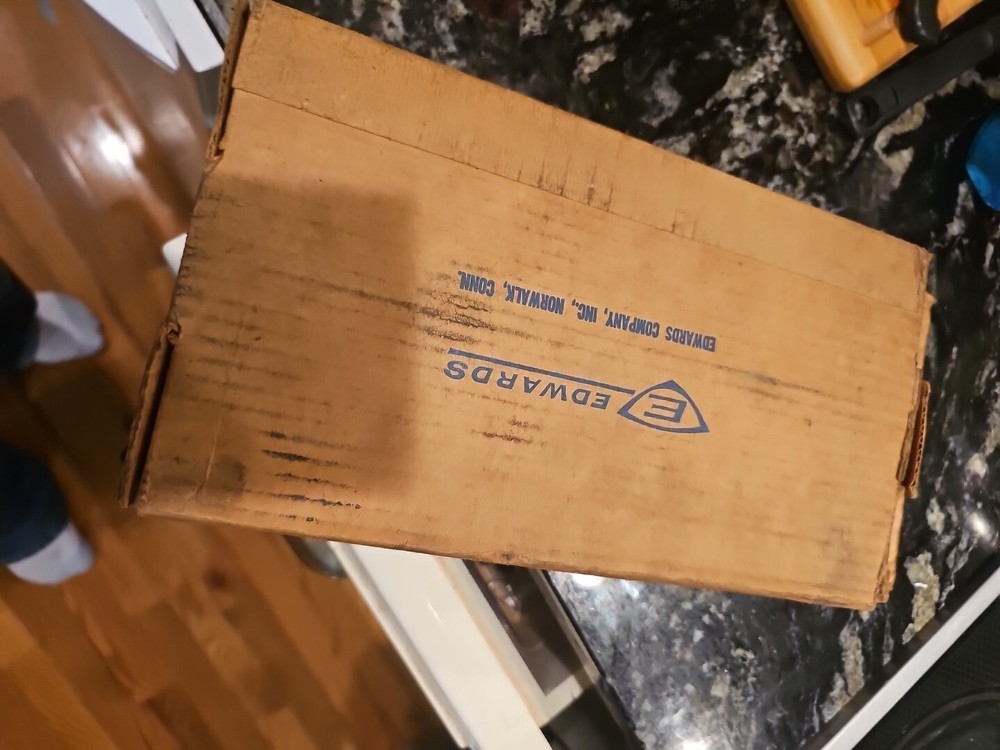 E EDWARDS
EDWARDS COMPANY, INC., NORWALK, CONN.